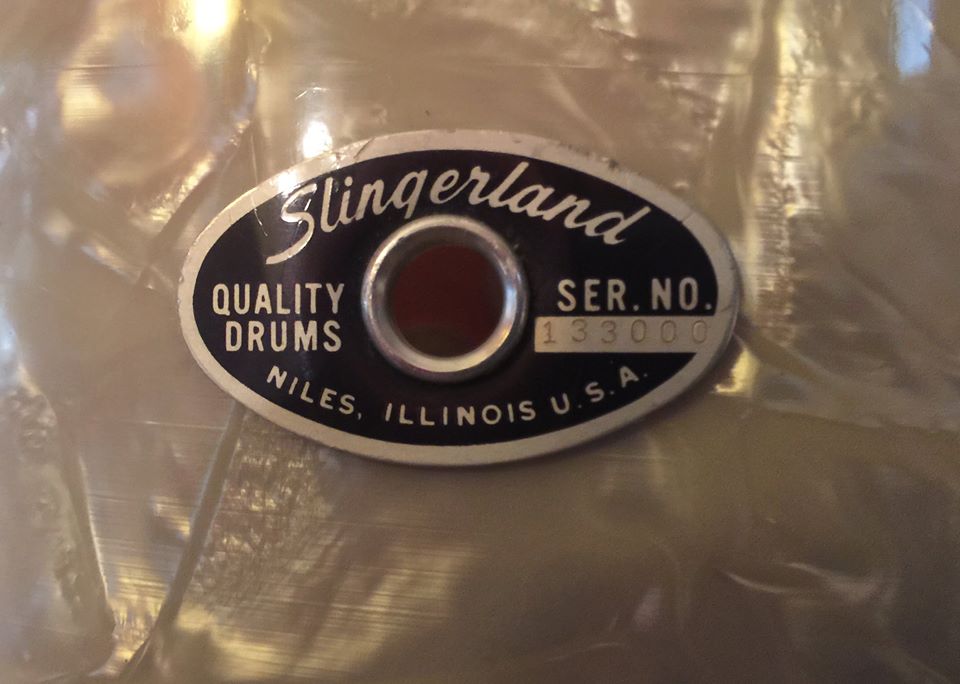 Slingerland
QUALITY
DRUMS
SER. NO.
133000
NILES, ILLINOIS U.S.A.